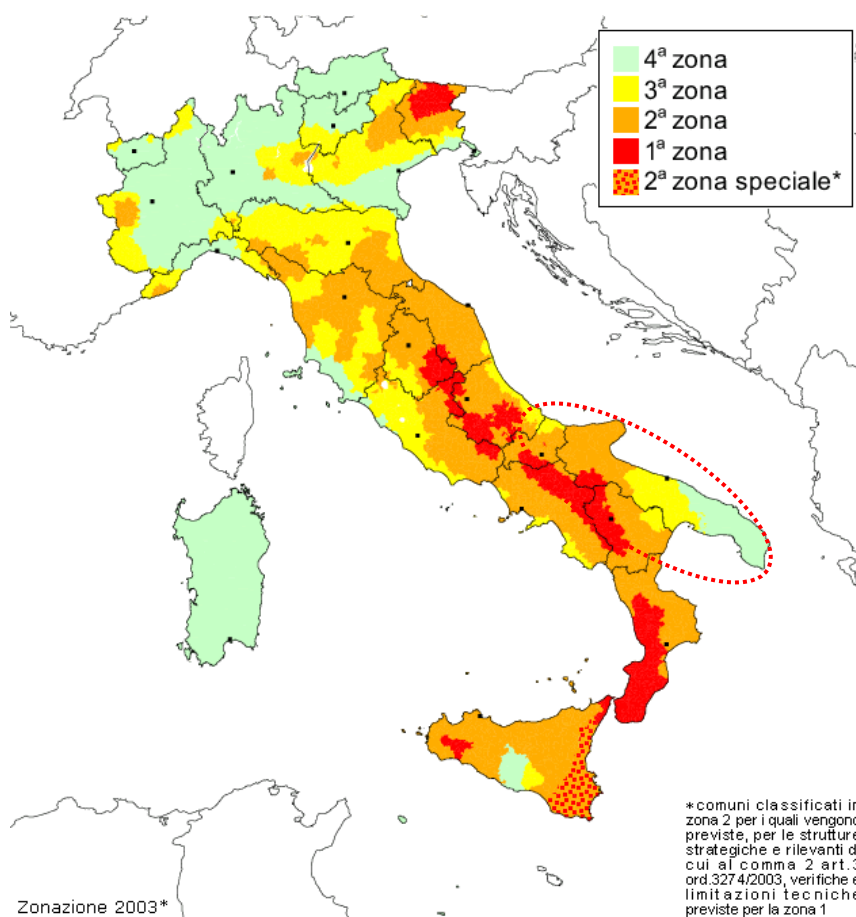 4ª zona
3ª zona
2ª zona
1ª zona
2ª zona speciale*
*comuni classificati in
zona 2 per i quali vengono
previste, per le strutture
strategiche e rilevanti d
cui al comma 2 art.3
ord.3274/2003, verifiche e
limitazioni tecniche
previste per la zona 1
Zonazione 2003*